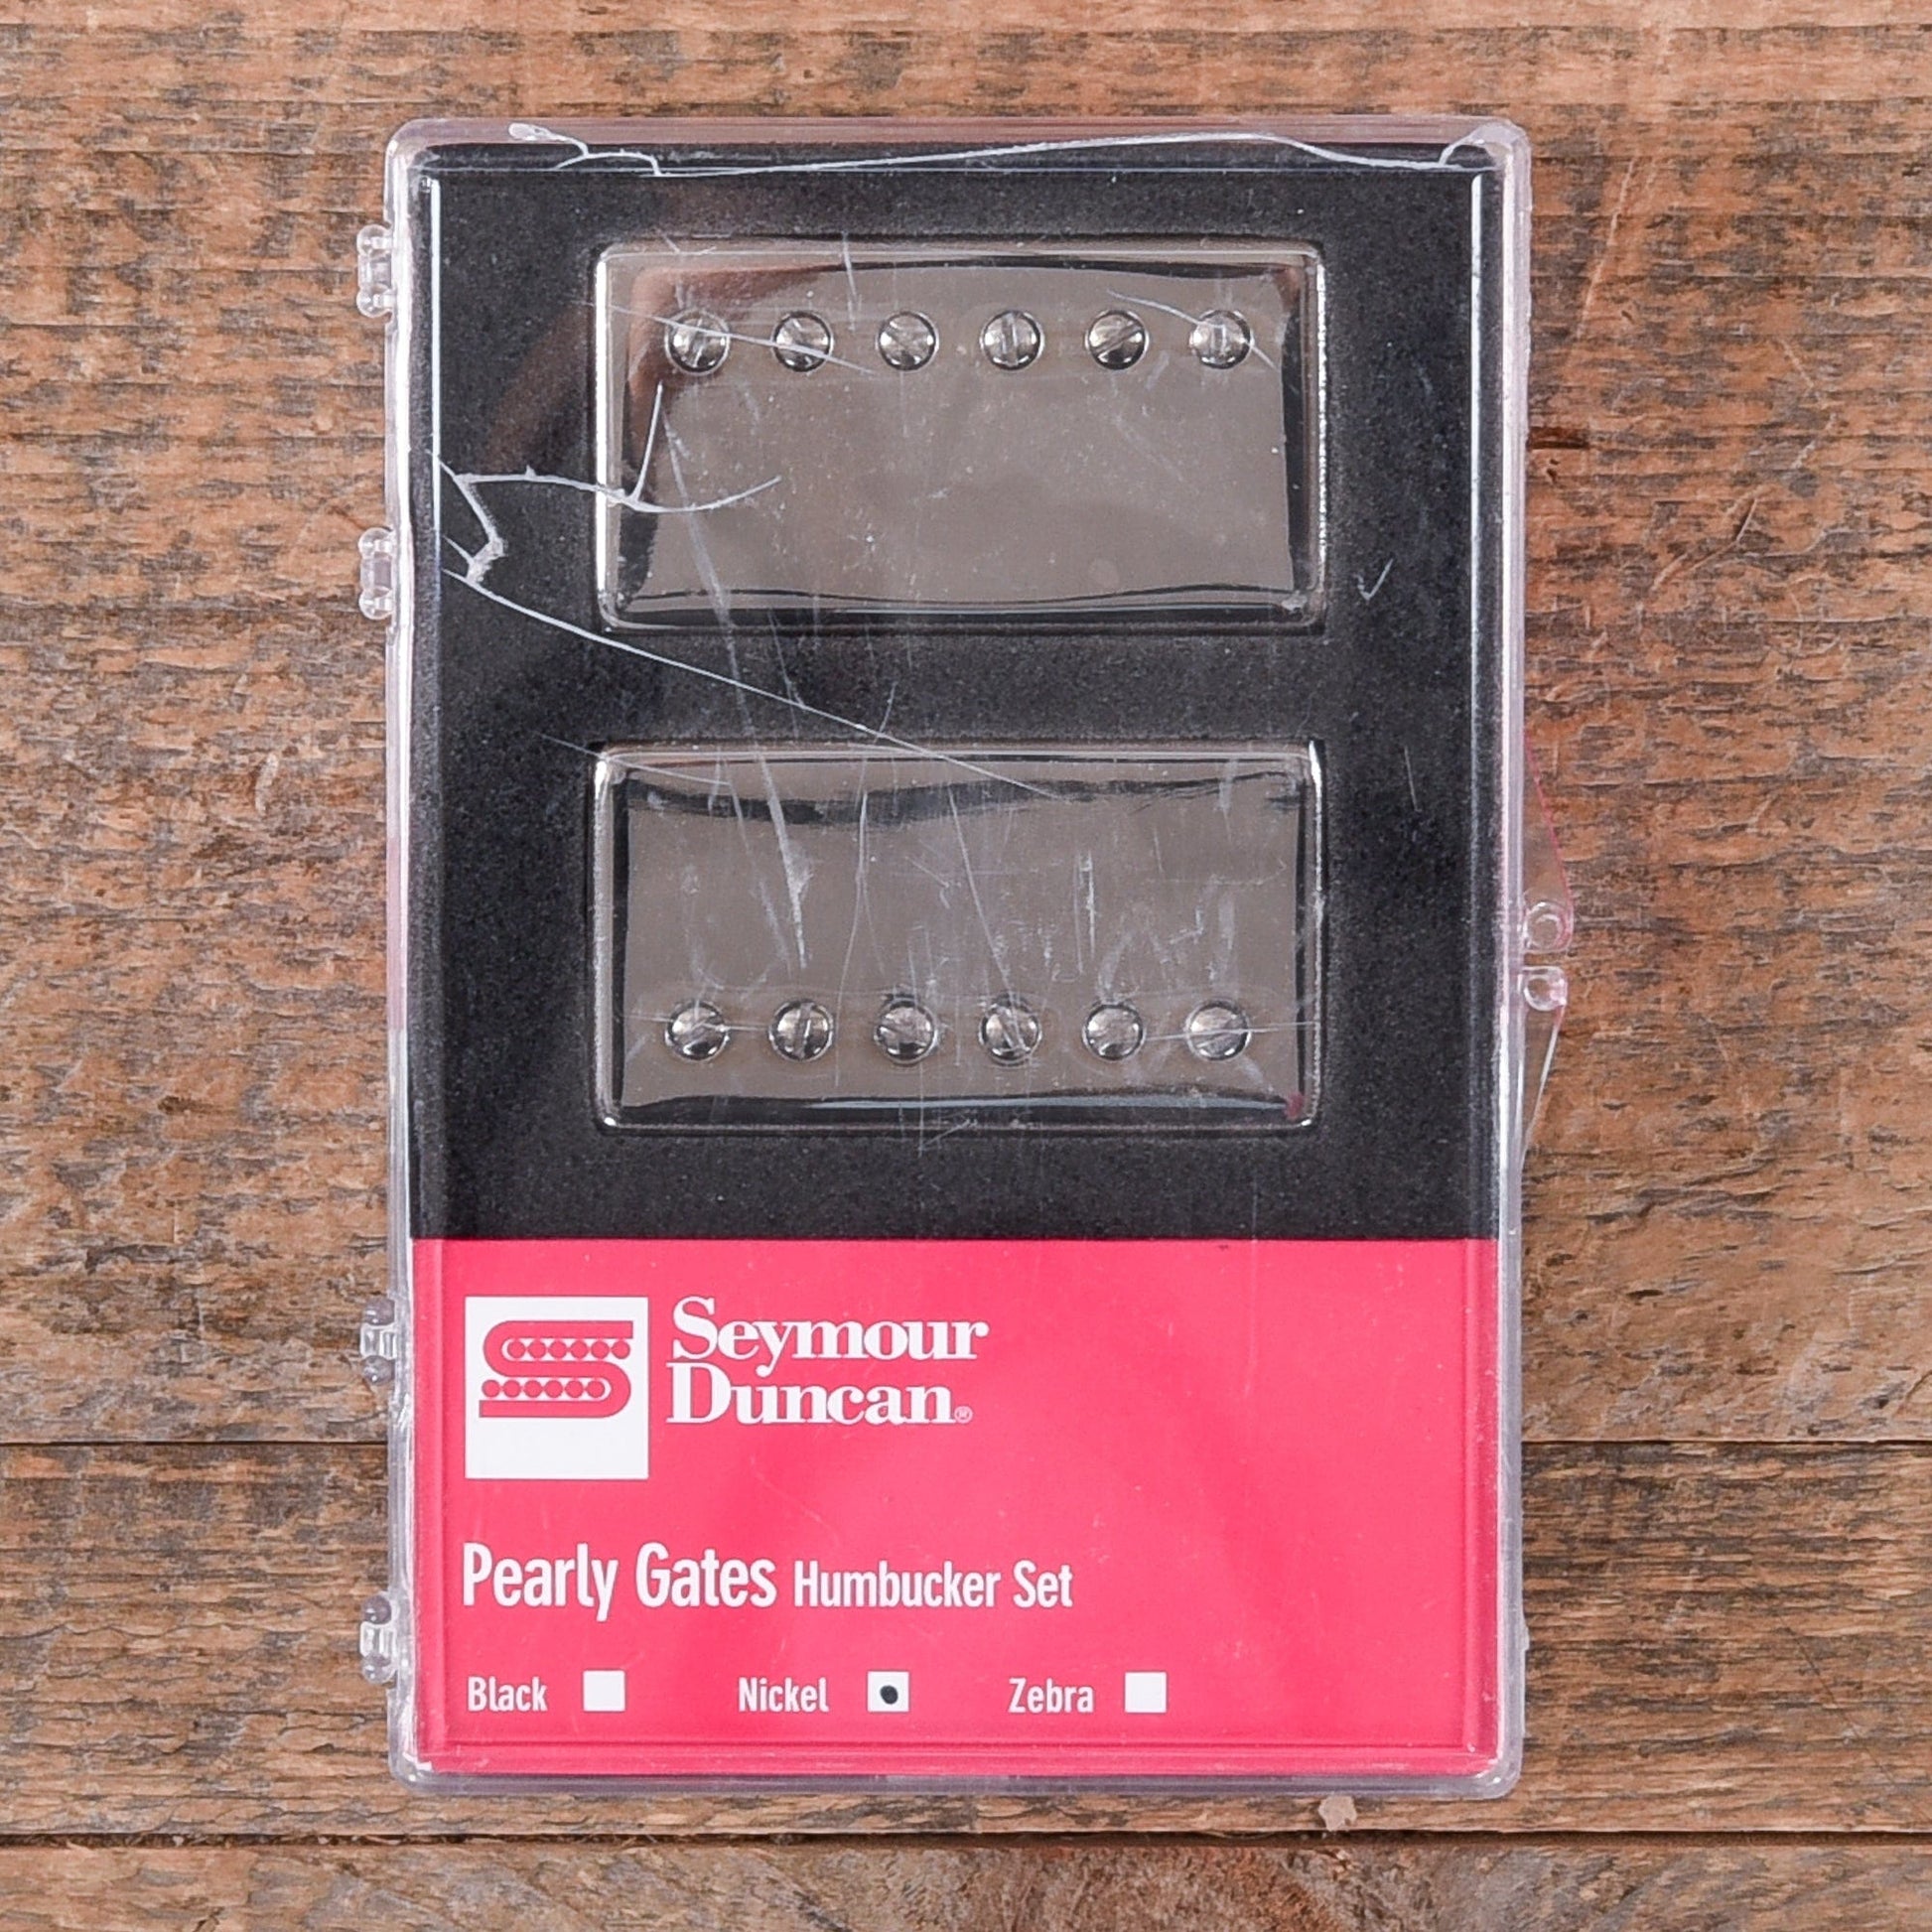 Seymour
Duncan®
Pearly Gates Humbucker Set
Black Nickel Zebra